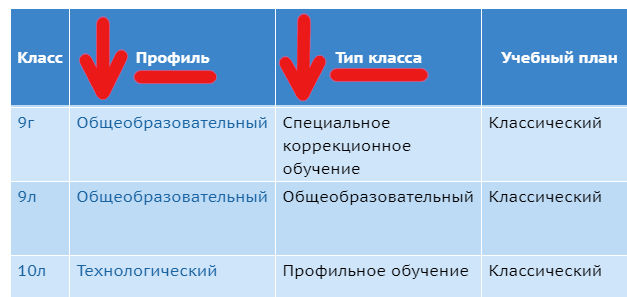 Класс Профиль Тип класса Учебный план
9г Общеобразовательный Специальное Классический
коррекционное
обучение
9л Общеобразовательный Общеобразовательный Классический
10л Технологический Профильное обучение Классический